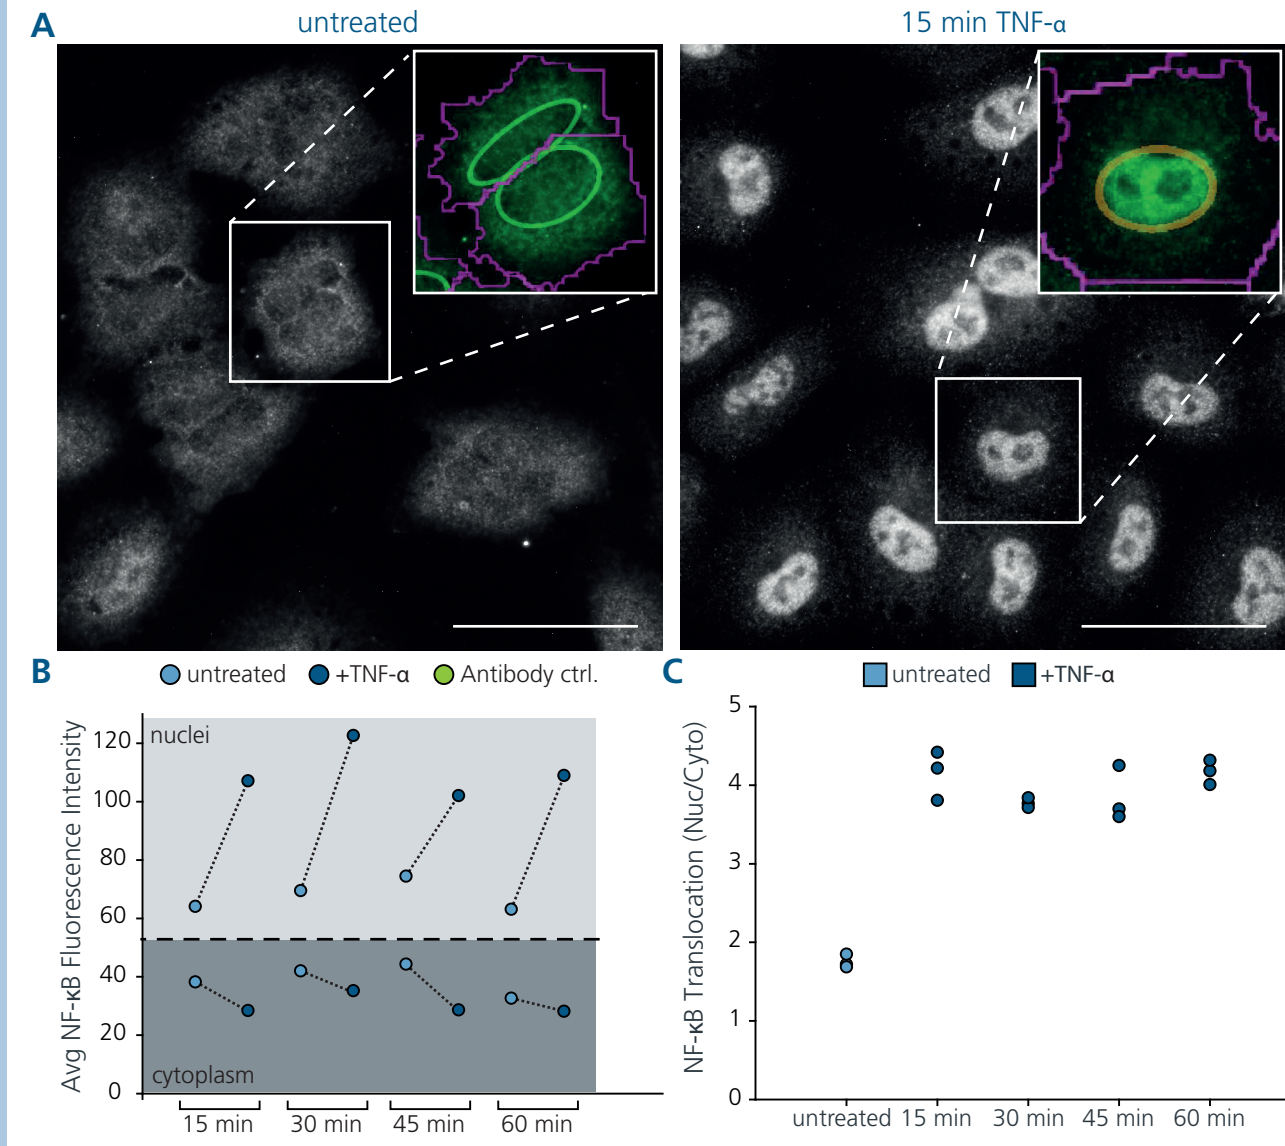 A
untreated
15 min TNF-α
B
untreated
+TNF-α
Antibody ctrl.
Avg NF-κB Fluorescence Intensity
120
100
80
60
40
20
0
nuclei
cytoplasm
15 min
30 min
45 min
60 min
C
untreated
+TNF-α
NF-κB Translocation (Nuc/Cyto)
5
4
3
2
1
0
untreated
15 min
30 min
45 min
60 min